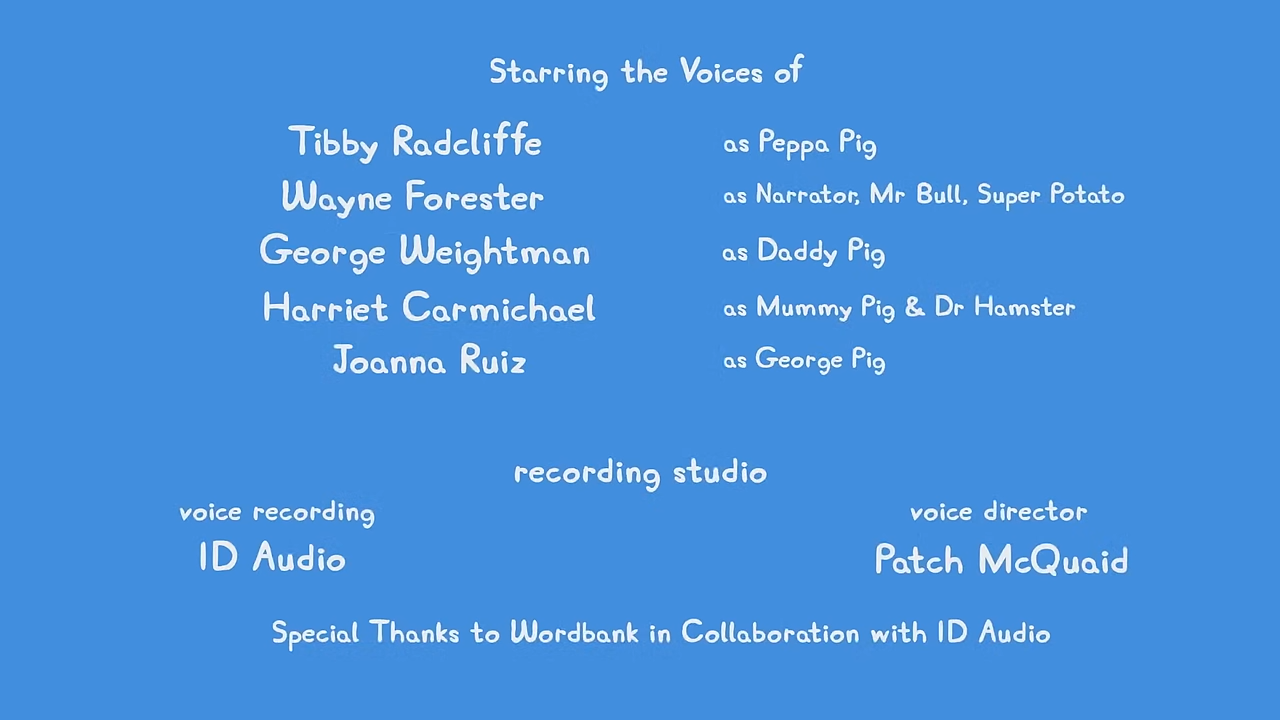 Starring the Voices of
Tibby Radcliffe as Peppa Pig
Wayne Forester as Narrator, Mr Bull, Super Potato
George Weightman as Daddy Pig
Harriet Carmichael as Mummy Pig & Dr Hamster
Joanna Ruiz as George Pig
recording studio
voice recording voice director
ID Audio Patch McQuaid
Special Thanks to Wordbank in Collaboration with ID Audio